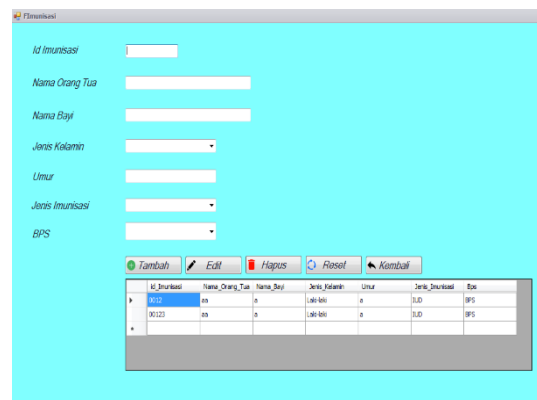 FImunisasi
Id Imunisasi
Nama Orang Tua
Nama Bayi
Jenis Kelamin
Umur
Jenis Imunisasi
BPS
Tambah Edit Hapus Reset Kembali
Id_Imunisasi Nama_Orang_Tua Nama_Bayi Jenis_Kelamin Umur Jenis_Imunisasi Bps
0012 aa a Laki-laki a IUD BPS
00123 aa a Laki-laki a IUD BPS